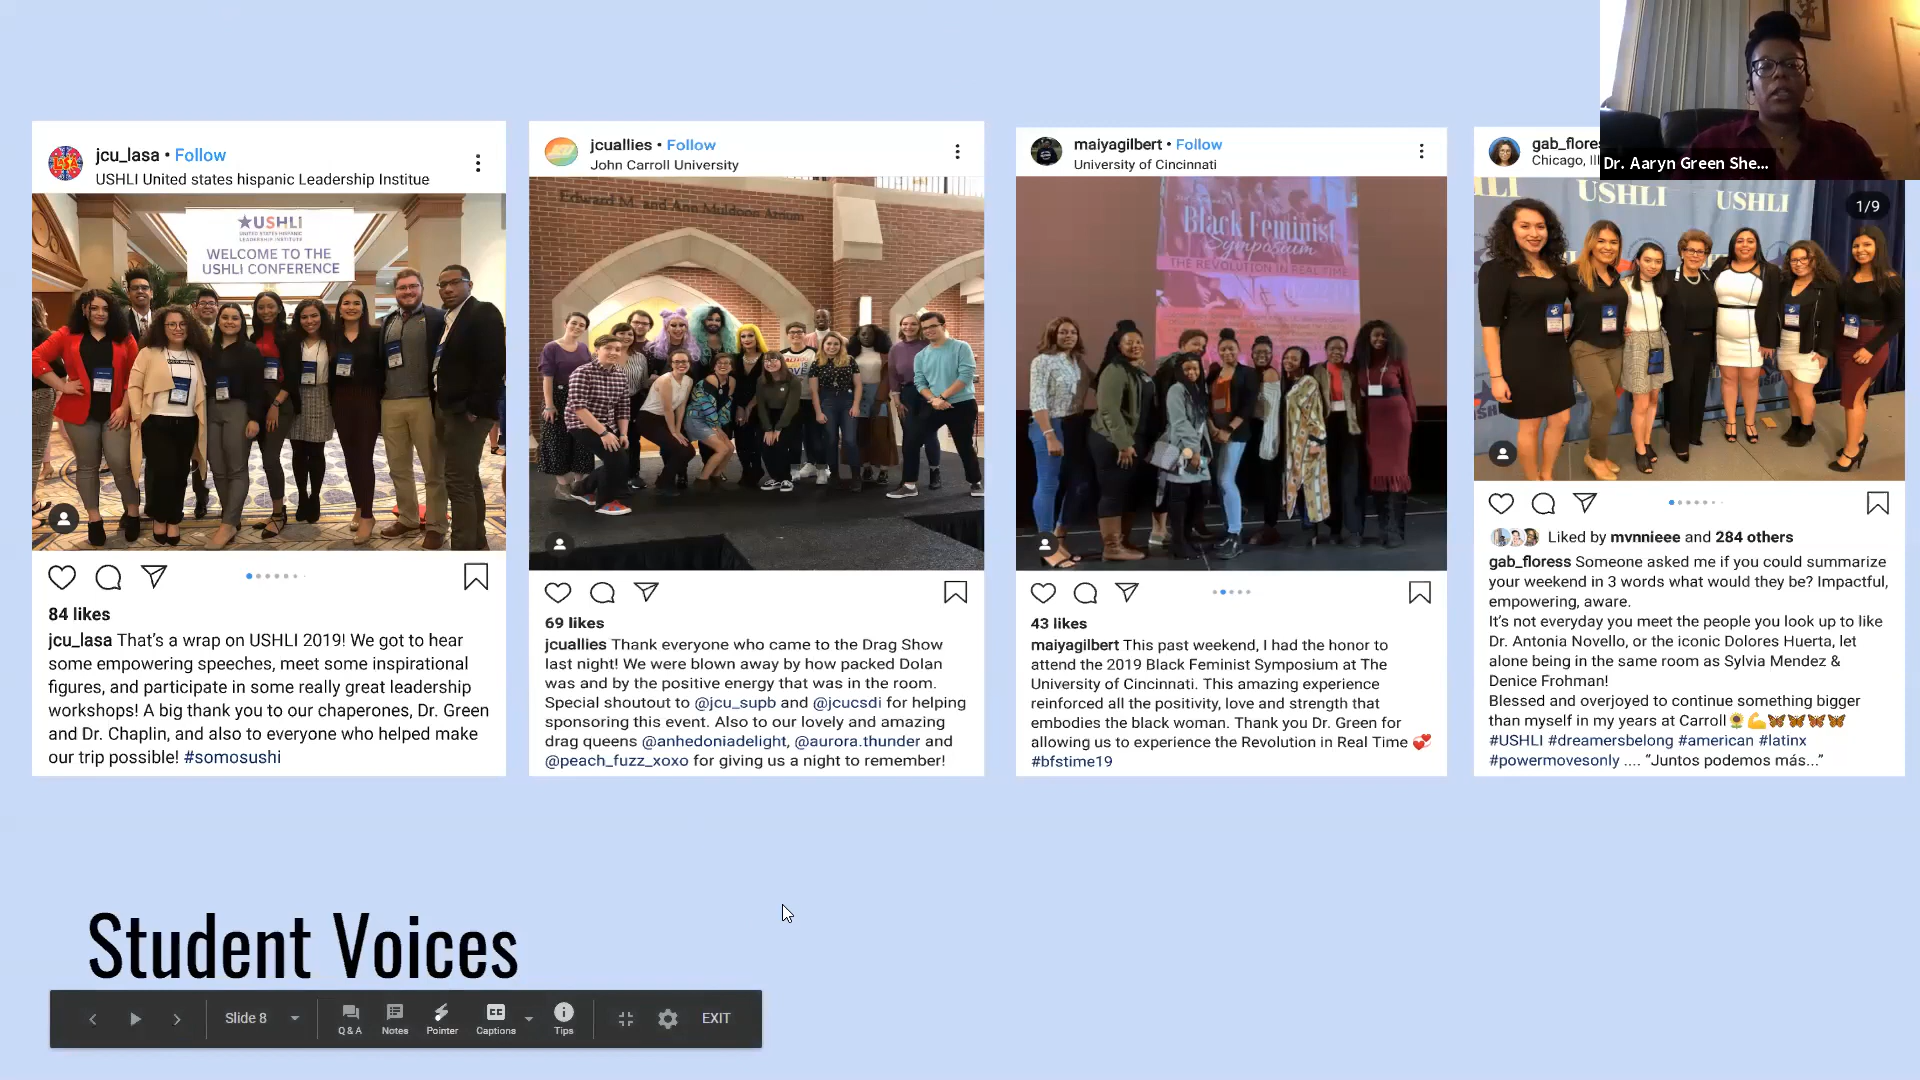 jcu_lasa • Follow
USHLI United states hispanic Leadership Institue
★USHLI
UNITED STATES HISPANIC
LEADERSHIP INSTITUTE
WELCOME TO THE
USHLI CONFERENCE
84 likes
jcu_lasa That's a wrap on USHLI 2019! We got to hear
some empowering speeches, meet some inspirational
figures, and participate in some really great leadership
workshops! A big thank you to our chaperones, Dr. Green
and Dr. Chaplin, and also to everyone who helped make
our trip possible! #somosushi
jcuallies • Follow
John Carroll University
Edward M. and Ann Muldoon Atrium
69 likes
jcuallies Thank everyone who came to the Drag Show
last night! We were blown away by how packed Dolan
was and by the positive energy that was in the room.
Special shoutout to @jcu_supb and @jcucsdi for helping
sponsoring this event. Also to our lovely and amazing
drag queens @anhedoniadelight, @aurora.thunder and
@peach_fuzz_xoxo for giving us a night to remember!
maiyagilbert • Follow
University of Cincinnati
Black Feminist
Symposium
THE REVOLUTION IN REAL TIME
43 likes
maiyagilbert This past weekend, I had the honor to
attend the 2019 Black Feminist Symposium at The
University of Cincinnati. This amazing experience
reinforced all the positivity, love and strength that
embodies the black woman. Thank you Dr. Green for
allowing us to experience the Revolution in Real Time 💞
#bfstime19
gab_flores
Chicago, Il
Dr. Aaryn Green She...
HLI USHLI USHLI
1/9
Liked by mvnnieee and 284 others
gab_floress Someone asked me if you could summarize
your weekend in 3 words what would they be? Impactful,
empowering, aware.
It's not everyday you meet the people you look up to like
Dr. Antonia Novello, or the iconic Dolores Huerta, let
alone being in the same room as Sylvia Mendez &
Denice Frohman!
Blessed and overjoyed to continue something bigger
than myself in my years at Carroll🌻💪🦋🦋🦋🦋
#USHLI #dreamersbelong #american #latinx
#powermovesonly .... "Juntos podemos más..."
Student Voices
Slide 8
Q & A
Notes
Pointer
CC
Captions
Tips
EXIT